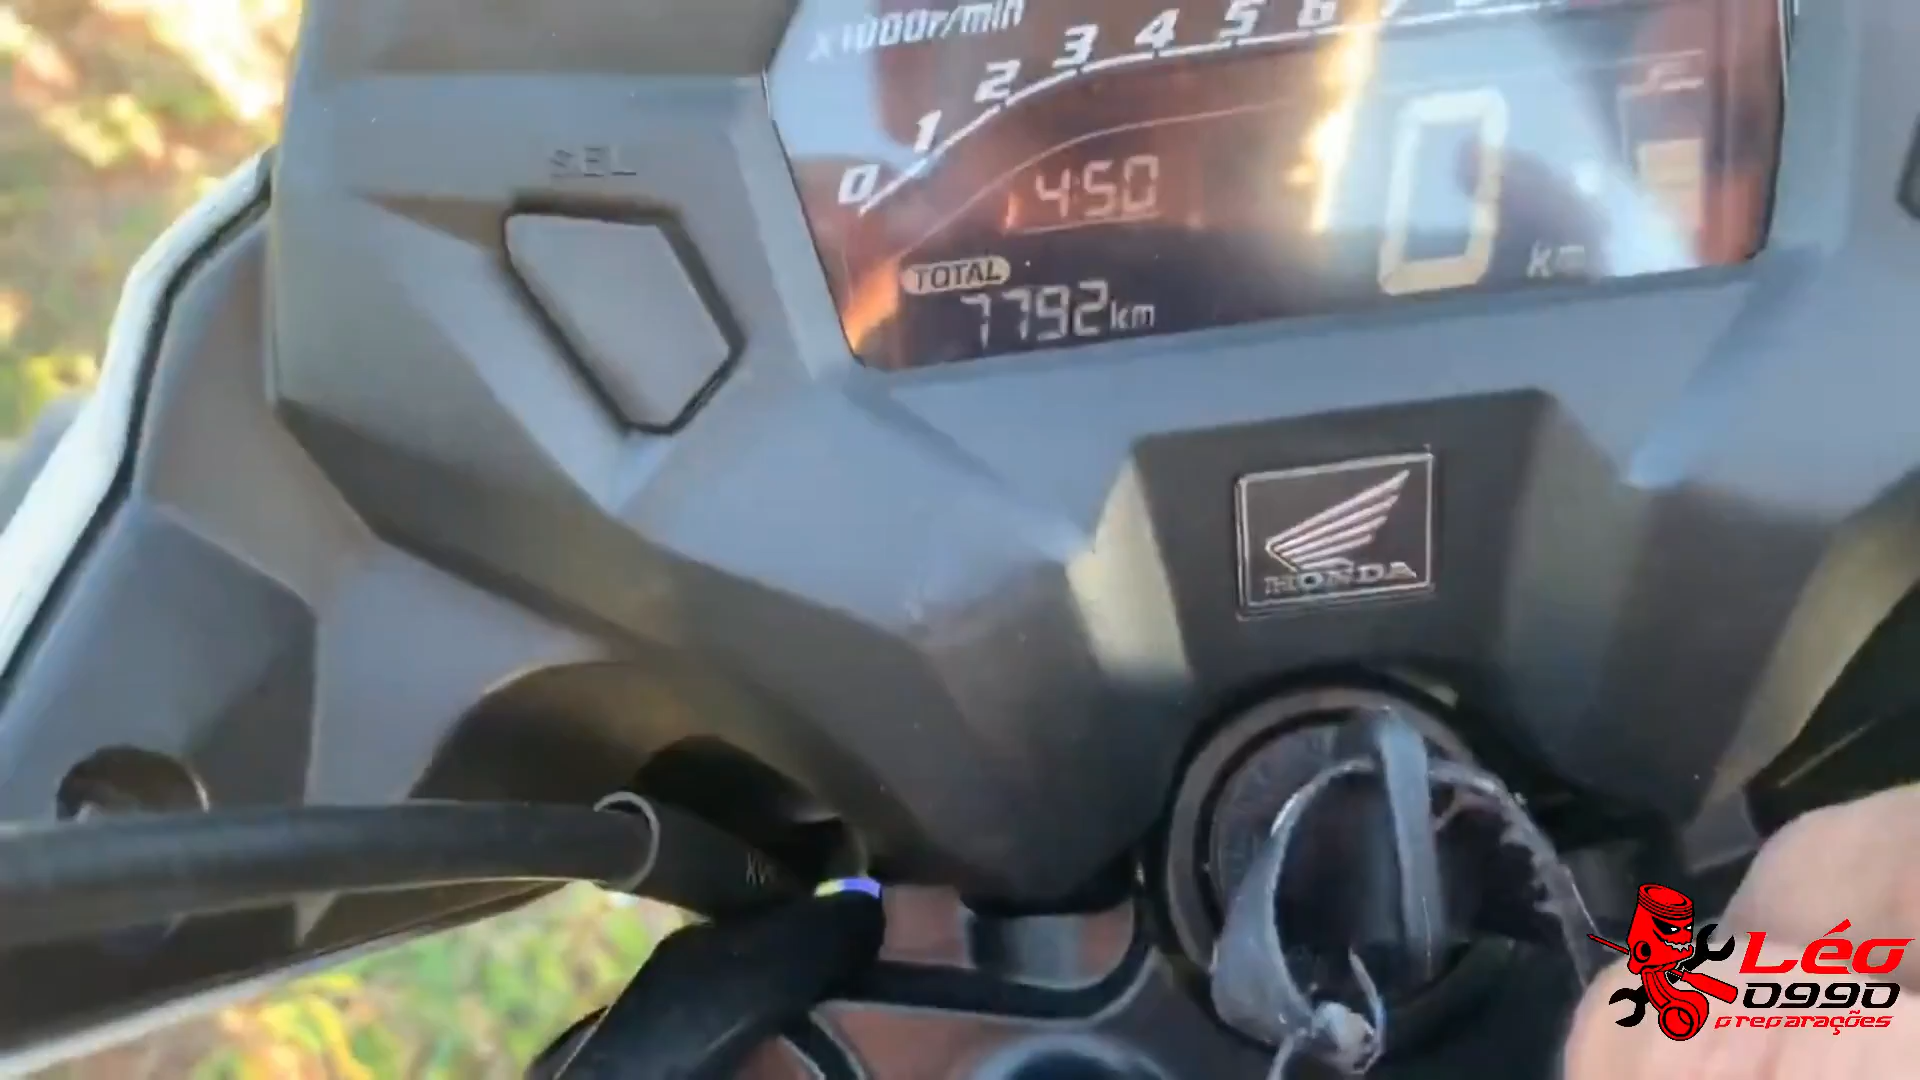 x1000r/min
0 1 2 3 4 5 6
SEL
4:50
0
TOTAL
7792km
HONDA
Léo
0990
preparações